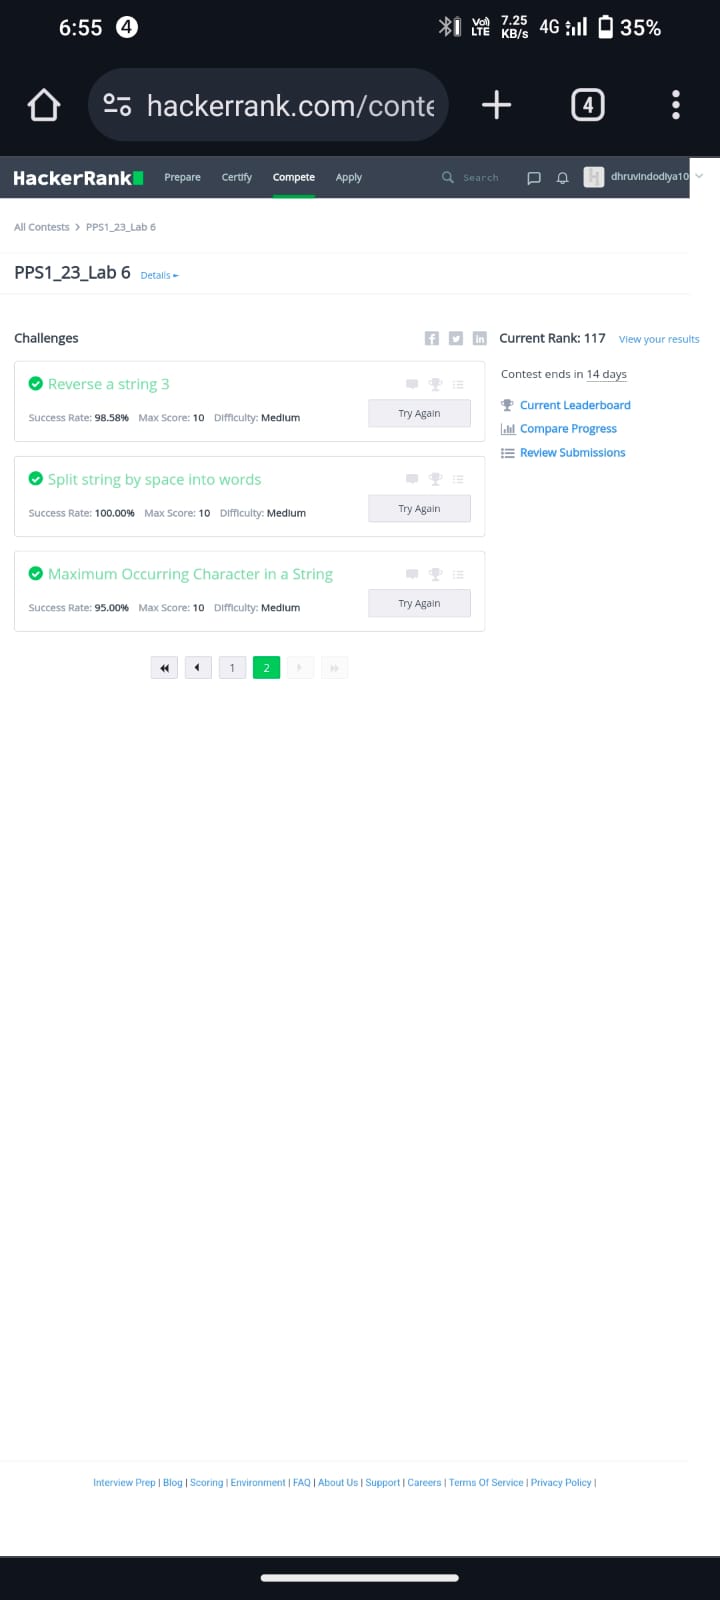 6:55 4 Vo) LTE 7.25 KB/s 4G 35%
hackerrank.com/conte 4
HackerRank Prepare Certify Compete Apply Search dhruvindodiya10
All Contests > PPS1_23_Lab 6
PPS1_23_Lab 6 Details
Challenges
Current Rank: 117 View your results
Contest ends in 14 days
Current Leaderboard
Compare Progress
Review Submissions
Reverse a string 3
Success Rate: 98.58% Max Score: 10 Difficulty: Medium Try Again
Split string by space into words
Success Rate: 100.00% Max Score: 10 Difficulty: Medium Try Again
Maximum Occurring Character in a String
Success Rate: 95.00% Max Score: 10 Difficulty: Medium Try Again
1 2
Interview Prep | Blog | Scoring | Environment | FAQ | About Us | Support | Careers | Terms Of Service | Privacy Policy |